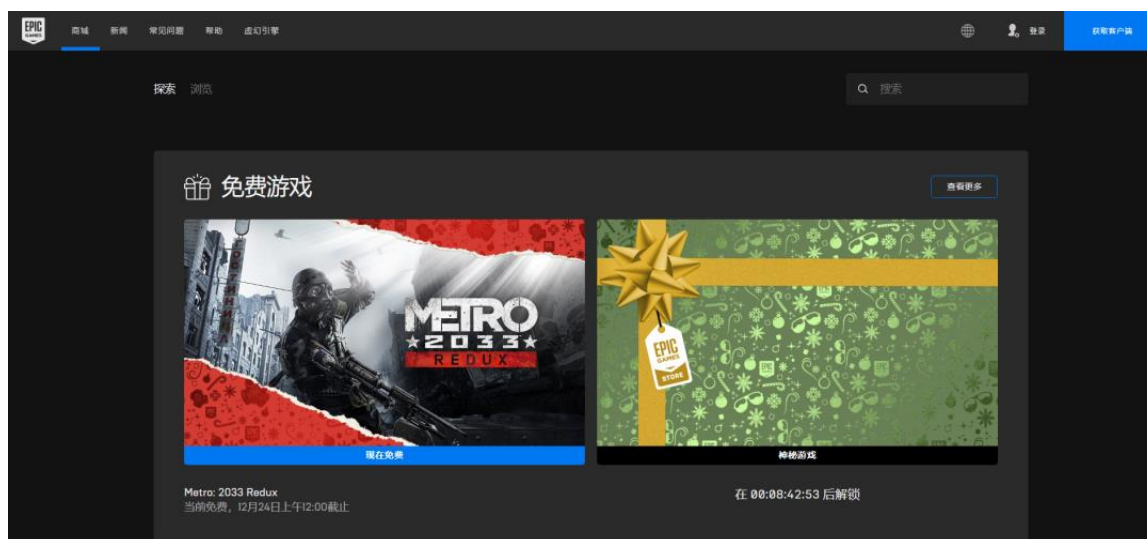 EPIC
GAMES
商城 新闻 常见问题 帮助 虚幻引擎
登录
获取客户端
探索 浏览
搜索
免费游戏
查看更多
METRO
2033
REDUX
EPIC
GAMES
STORE
现在免费
神秘游戏
Metro: 2033 Redux
当前免费，12月24日上午12:00截止
在 00:08:42:53 后解锁